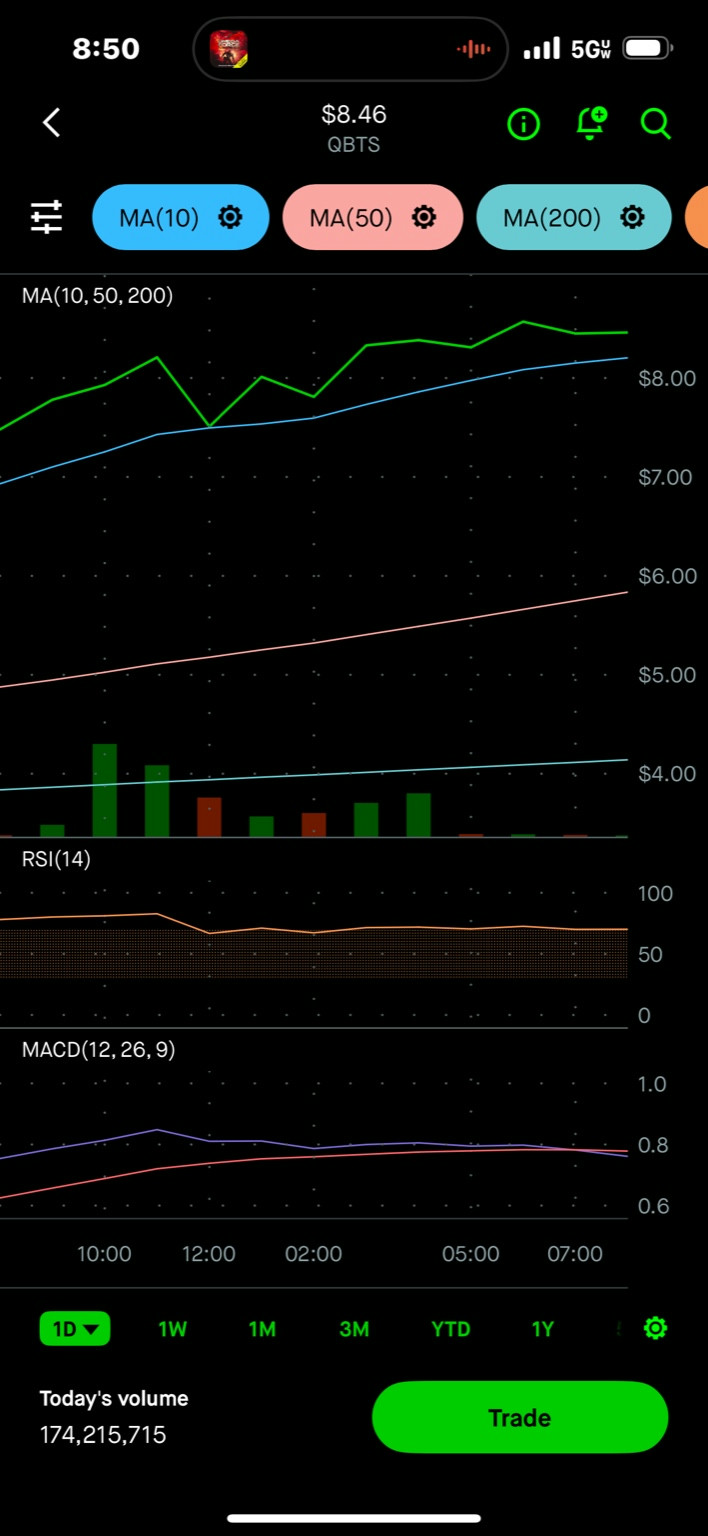 8:50
5G UW
$8.46
QBTS
MA(10)
MA(50)
MA(200)
MA(10, 50, 200)
$8.00
$7.00
$6.00
$5.00
$4.00
RSI(14)
100
50
0
MACD(12, 26, 9)
1.0
0.8
0.6
10:00 12:00 02:00 05:00 07:00
1D 1W 1M 3M YTD 1Y
Today's volume
174,215,715
Trade